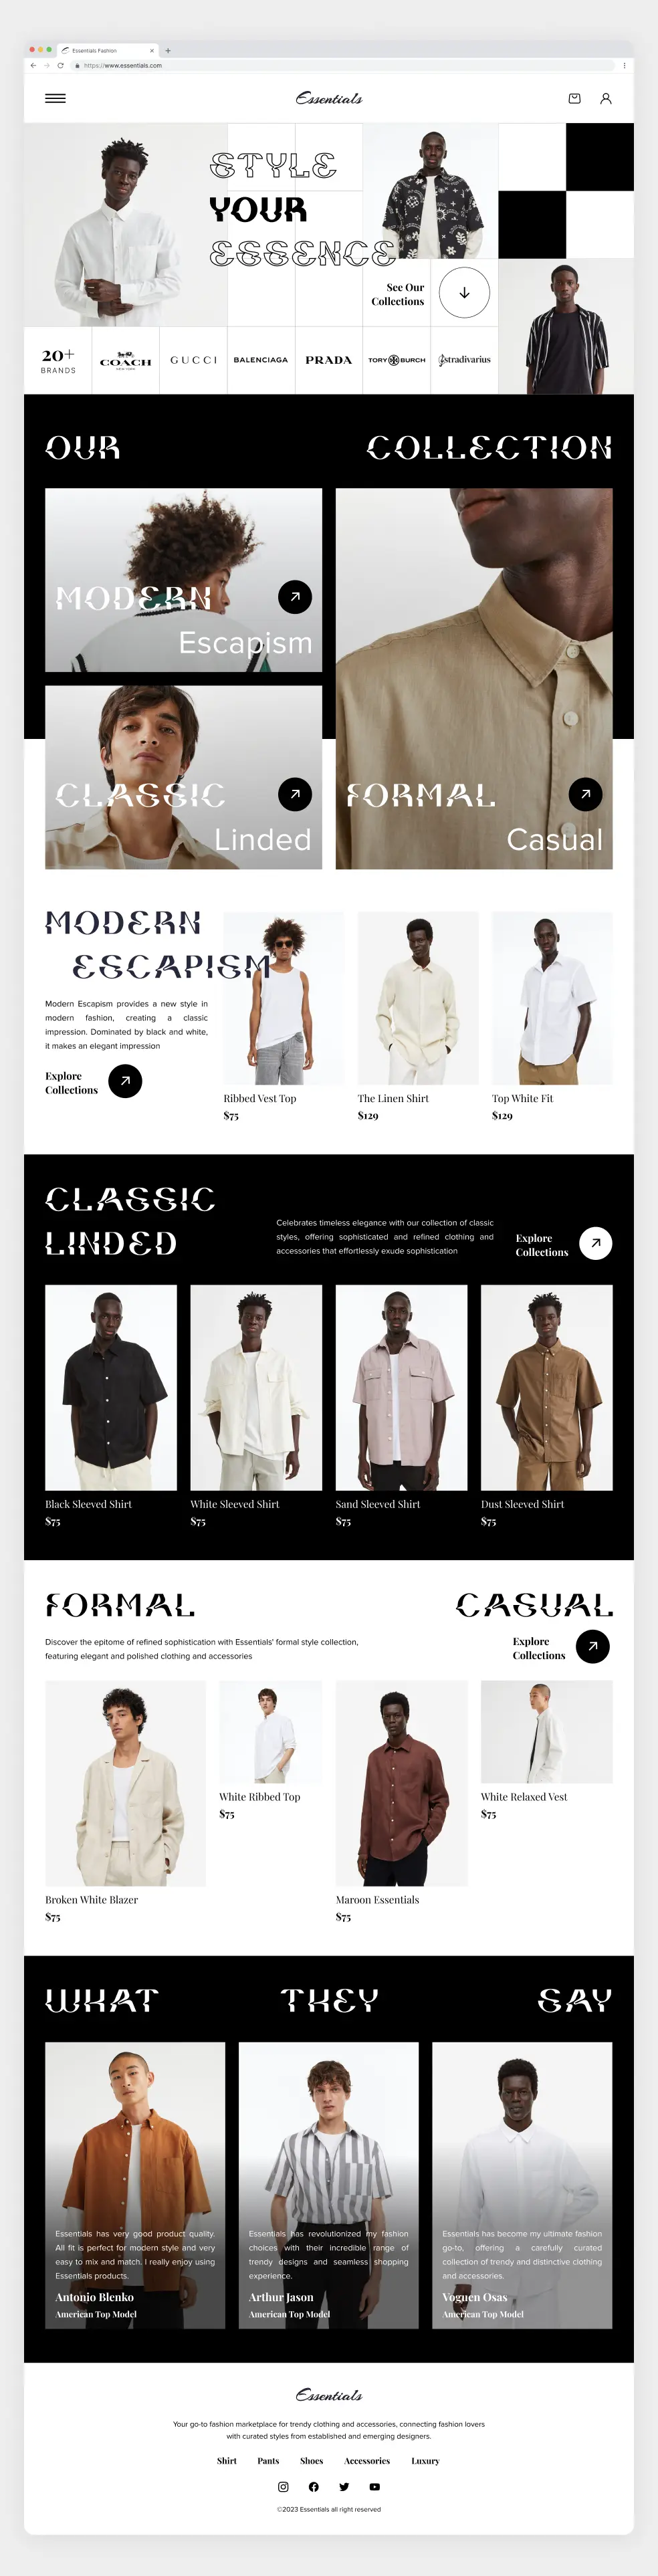 Essentials Fashion
https://www.essentials.com
Essentials
STYLE
YOUR
ESSENCE
See Our
Collections
20+
BRANDS
COACH
NEW YORK
GUCCI
BALENCIAGA
PRADA
TORY BURCH
stradivarius
OUR COLLECTION
MODERN
Escapism
CLASSIC
Linded
FORMAL
Casual
MODERN
ESCAPISM
Modern Escapism provides a new style in
modern fashion, creating a classic
impression. Dominated by black and white,
it makes an elegant impression
Explore
Collections
Ribbed Vest Top
$75
The Linen Shirt
$129
Top White Fit
$129
CLASSIC
LINDED
Celebrates timeless elegance with our collection of classic
styles, offering sophisticated and refined clothing and
accessories that effortlessly exude sophistication
Explore
Collections
Black Sleeved Shirt
$75
White Sleeved Shirt
$75
Sand Sleeved Shirt
$75
Dust Sleeved Shirt
$75
FORMAL CASUAL
Discover the epitome of refined sophistication with Essentials' formal style collection,
featuring elegant and polished clothing and accessories
Explore
Collections
Broken White Blazer
$75
White Ribbed Top
$75
Maroon Essentials
$75
White Relaxed Vest
$75
WHAT THEY SAY
Essentials has very good product quality.
All fit is perfect for modern style and very
easy to mix and match. I really enjoy using
Essentials products.
Antonio Blenko
American Top Model
Essentials has revolutionized my fashion
choices with their incredible range of
trendy designs and seamless shopping
experience.
Arthur Jason
American Top Model
Essentials has become my ultimate fashion
go-to, offering a carefully curated
collection of trendy and distinctive clothing
and accessories.
Voguen Osas
American Top Model
Essentials
Your go-to fashion marketplace for trendy clothing and accessories, connecting fashion lovers
with curated styles from established and emerging designers.
Shirt Pants Shoes Accessories Luxury
©2023 Essentials all right reserved